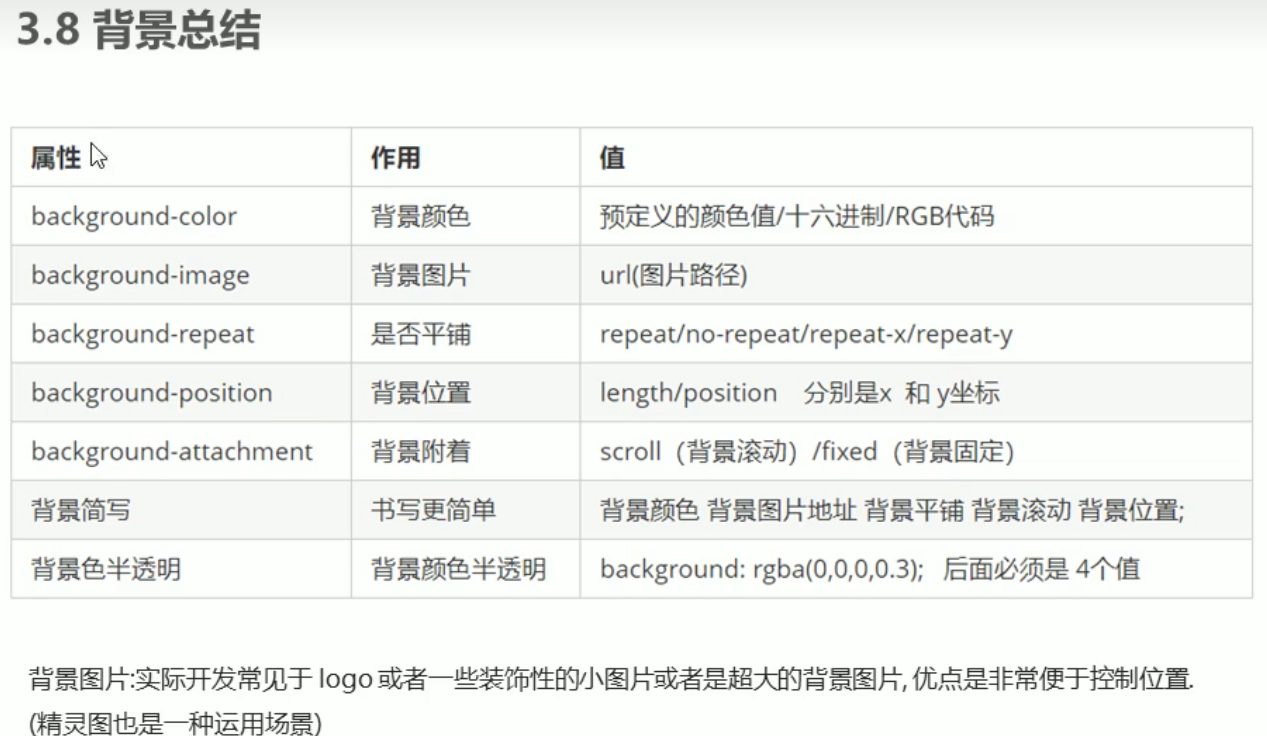 3.8 背景总结
属性 作用 值
background-color 背景颜色 预定义的颜色值/十六进制/RGB代码
background-image 背景图片 url(图片路径)
background-repeat 是否平铺 repeat/no-repeat/repeat-x/repeat-y
background-position 背景位置 length/position 分别是x 和 y坐标
background-attachment 背景附着 scroll（背景滚动）/fixed（背景固定）
背景简写 书写更简单 背景颜色 背景图片地址 背景平铺 背景滚动 背景位置;
背景色半透明 背景颜色半透明 background: rgba(0,0,0,0.3); 后面必须是 4个值
背景图片:实际开发常见于 logo 或者一些装饰性的小图片或者是超大的背景图片, 优点是非常便于控制位置.
(精灵图也是一种运用场景)